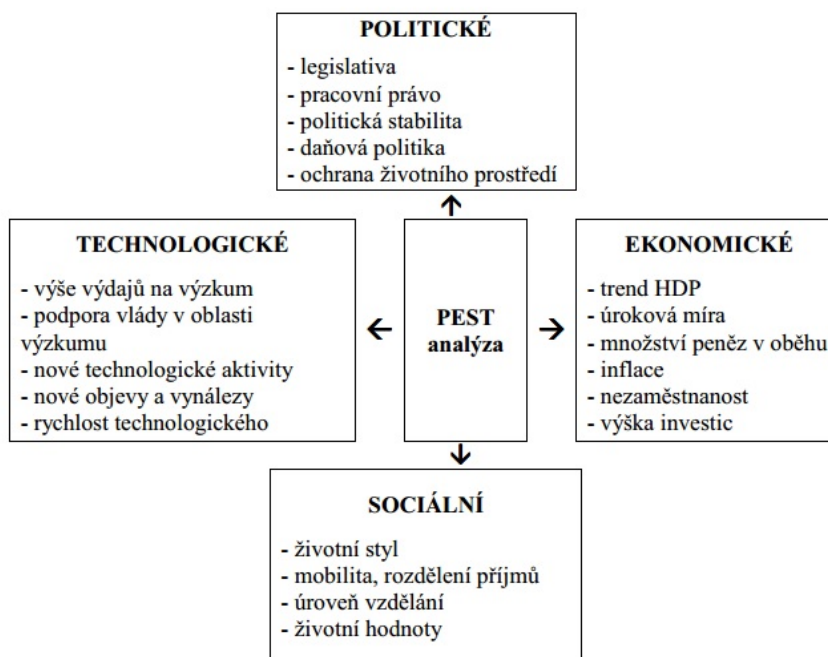 POLITICKÉ
- legislativa
- pracovní právo
- politická stabilita
- daňová politika
- ochrana životního prostředí
TECHNOLOGICKÉ
- výše výdajů na výzkum
- podpora vlády v oblasti
výzkumu
- nové technologické aktivity
- nové objevy a vynálezy
- rychlost technologického
PEST
analýza
EKONOMICKÉ
- trend HDP
- úroková míra
- množství peněz v oběhu
- inflace
- nezaměstnanost
- výška investic
SOCIÁLNÍ
- životní styl
- mobilita, rozdělení příjmů
- úroveň vzdělání
- životní hodnoty